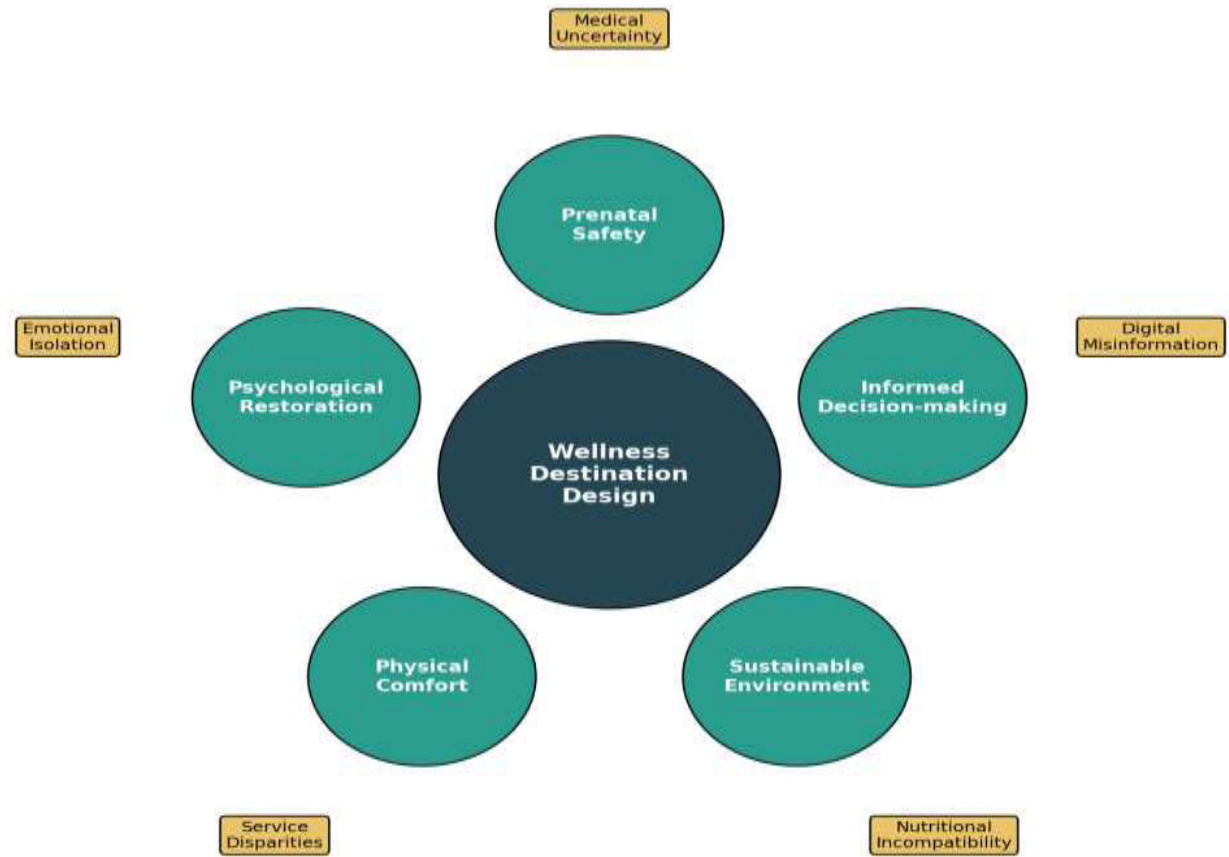 Medical
Uncertainty
Prenatal
Safety
Emotional
Isolation
Digital
Misinformation
Psychological
Restoration
Informed
Decision-making
Wellness
Destination
Design
Physical
Comfort
Sustainable
Environment
Service
Disparities
Nutritional
Incompatibility